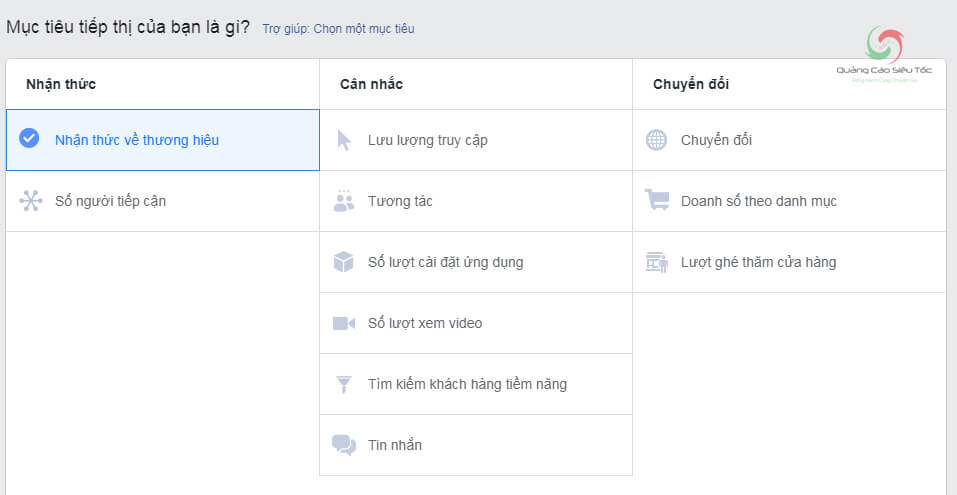 Mục tiêu tiếp thị của bạn là gì? Trợ giúp: Chọn một mục tiêu
Quảng Cáo Siêu Tốc
Nhận thức
Cân nhắc
Chuyển đổi
Nhận thức về thương hiệu
Lưu lượng truy cập
Chuyển đổi
Số người tiếp cận
Tương tác
Doanh số theo danh mục
Số lượt cài đặt ứng dụng
Lượt ghé thăm cửa hàng
Số lượt xem video
Tìm kiếm khách hàng tiềm năng
Tin nhắn